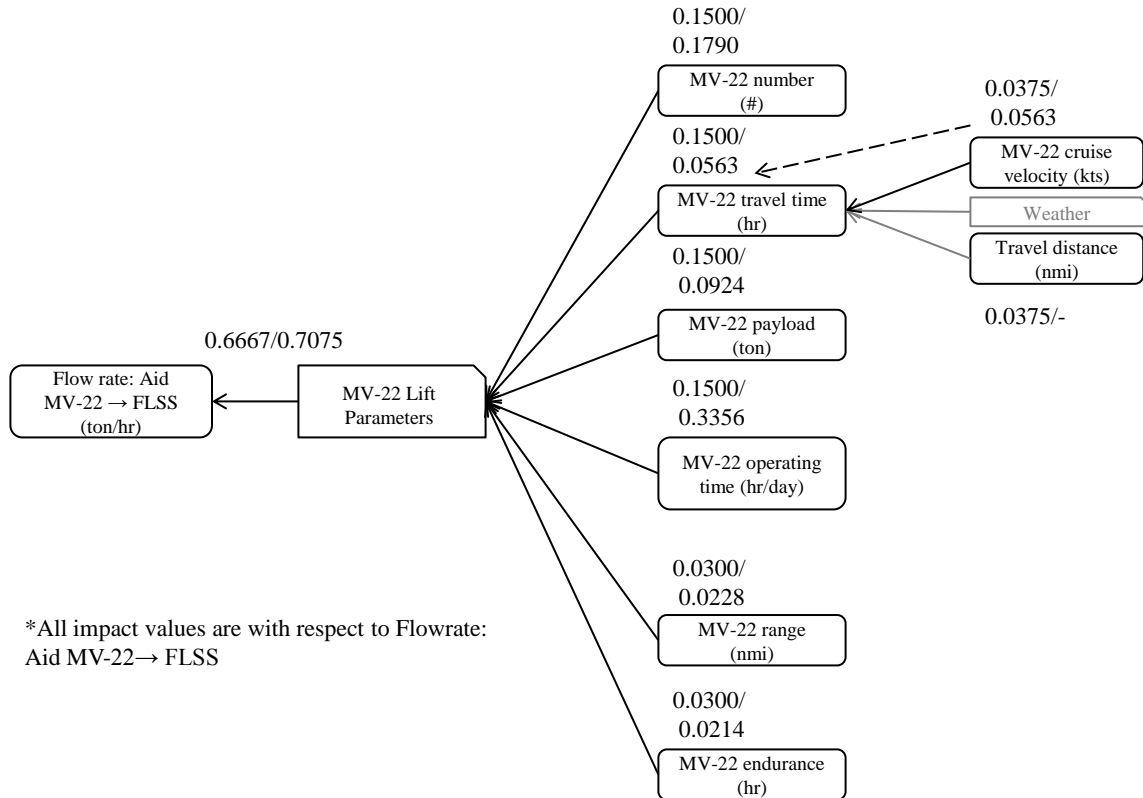 0.1500/
0.1790
MV-22 number
(#)
0.1500/
0.0563
MV-22 travel time
(hr)
0.0375/
0.0563
MV-22 cruise
velocity (kts)
Weather
Travel distance
(nmi)
0.0375/-
0.1500/
0.0924
MV-22 payload
(ton)
0.6667/0.7075
Flow rate: Aid
MV-22 → FLSS
(ton/hr)
MV-22 Lift
Parameters
0.1500/
0.3356
MV-22 operating
time (hr/day)
0.0300/
0.0228
MV-22 range
(nmi)
*All impact values are with respect to Flowrate:
Aid MV-22→ FLSS
0.0300/
0.0214
MV-22 endurance
(hr)